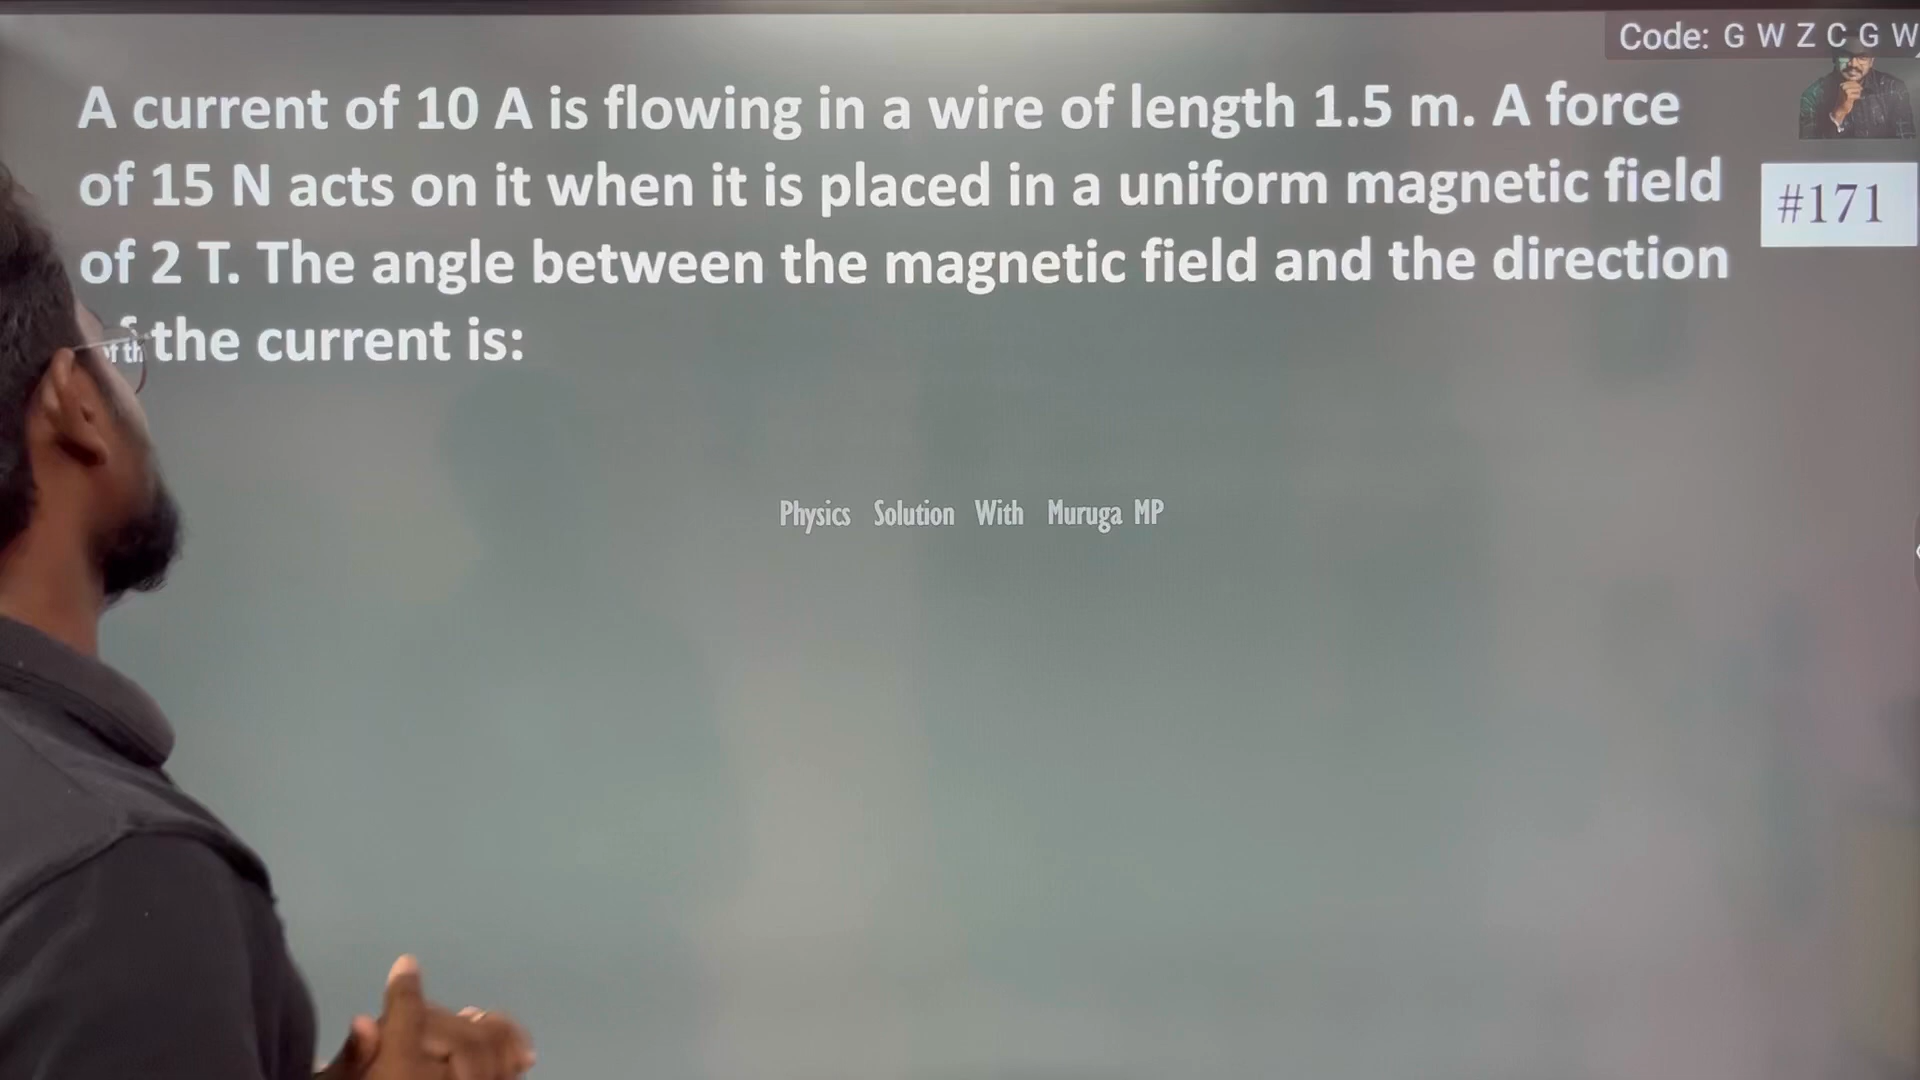 Code: G W Z C G W
A current of 10 A is flowing in a wire of length 1.5 m. A force
of 15 N acts on it when it is placed in a uniform magnetic field
#171
of 2 T. The angle between the magnetic field and the direction
of the current is:
Physics Solution With Muruga MP